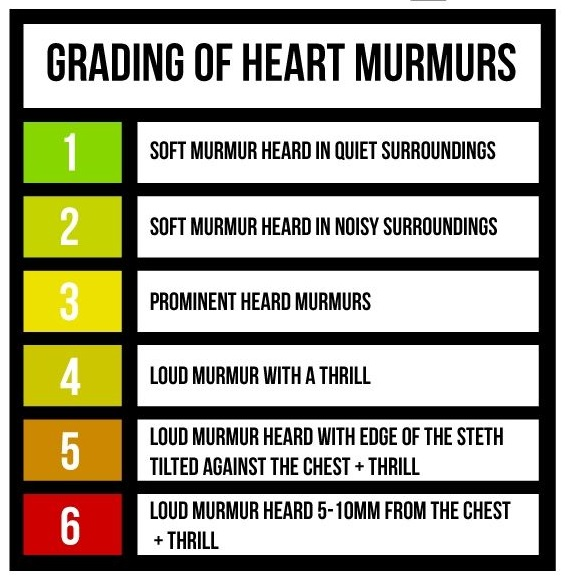 GRADING OF HEART MURMURS
1
SOFT MURMUR HEARD IN QUIET SURROUNDINGS
2
SOFT MURMUR HEARD IN NOISY SURROUNDINGS
3
PROMINENT HEARD MURMURS
4
LOUD MURMUR WITH A THRILL
5
LOUD MURMUR HEARD WITH EDGE OF THE STETH
TILTED AGAINST THE CHEST + THRILL
6
LOUD MURMUR HEARD 5-10MM FROM THE CHEST
+ THRILL